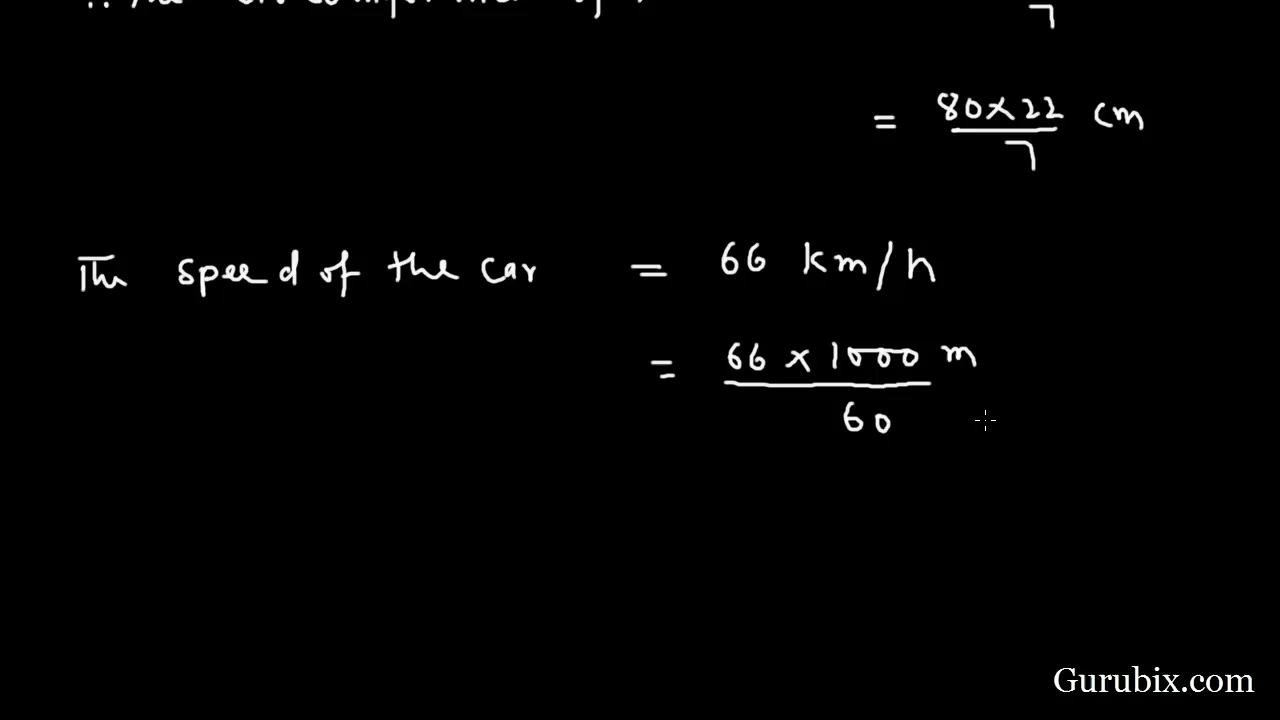 7
= 80×22/7 cm
The speed of the car = 66 km/h
= 66 × 1000 m/60
Gurubix.com